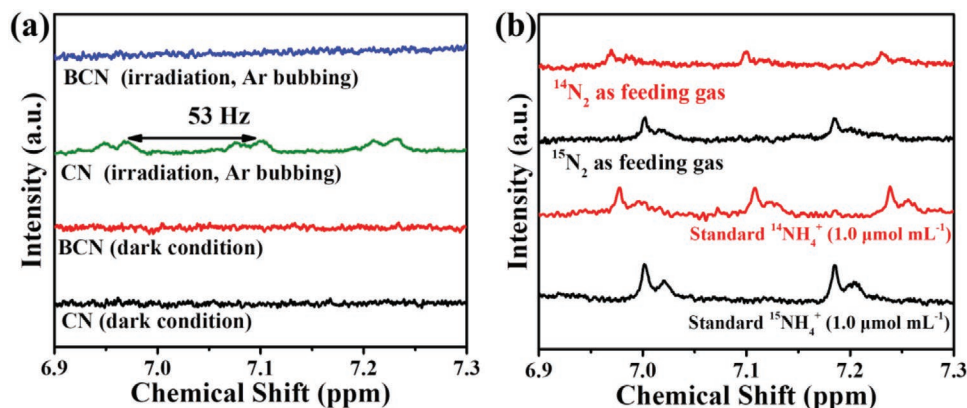 (a)
BCN (irradiation, Ar bubbing)
53 Hz
CN (irradiation, Ar bubbing)
BCN (dark condition)
CN (dark condition)
Intensity (a.u.)
6.9 7.0 7.1 7.2 7.3
Chemical Shift (ppm)
(b)
¹⁴N₂ as feeding gas
¹⁵N₂ as feeding gas
Standard ¹⁴NH₄⁺ (1.0 μmol mL⁻¹)
Standard ¹⁵NH₄⁺ (1.0 μmol mL⁻¹)
Intensity (a.u.)
6.9 7.0 7.1 7.2 7.3
Chemical Shift (ppm)